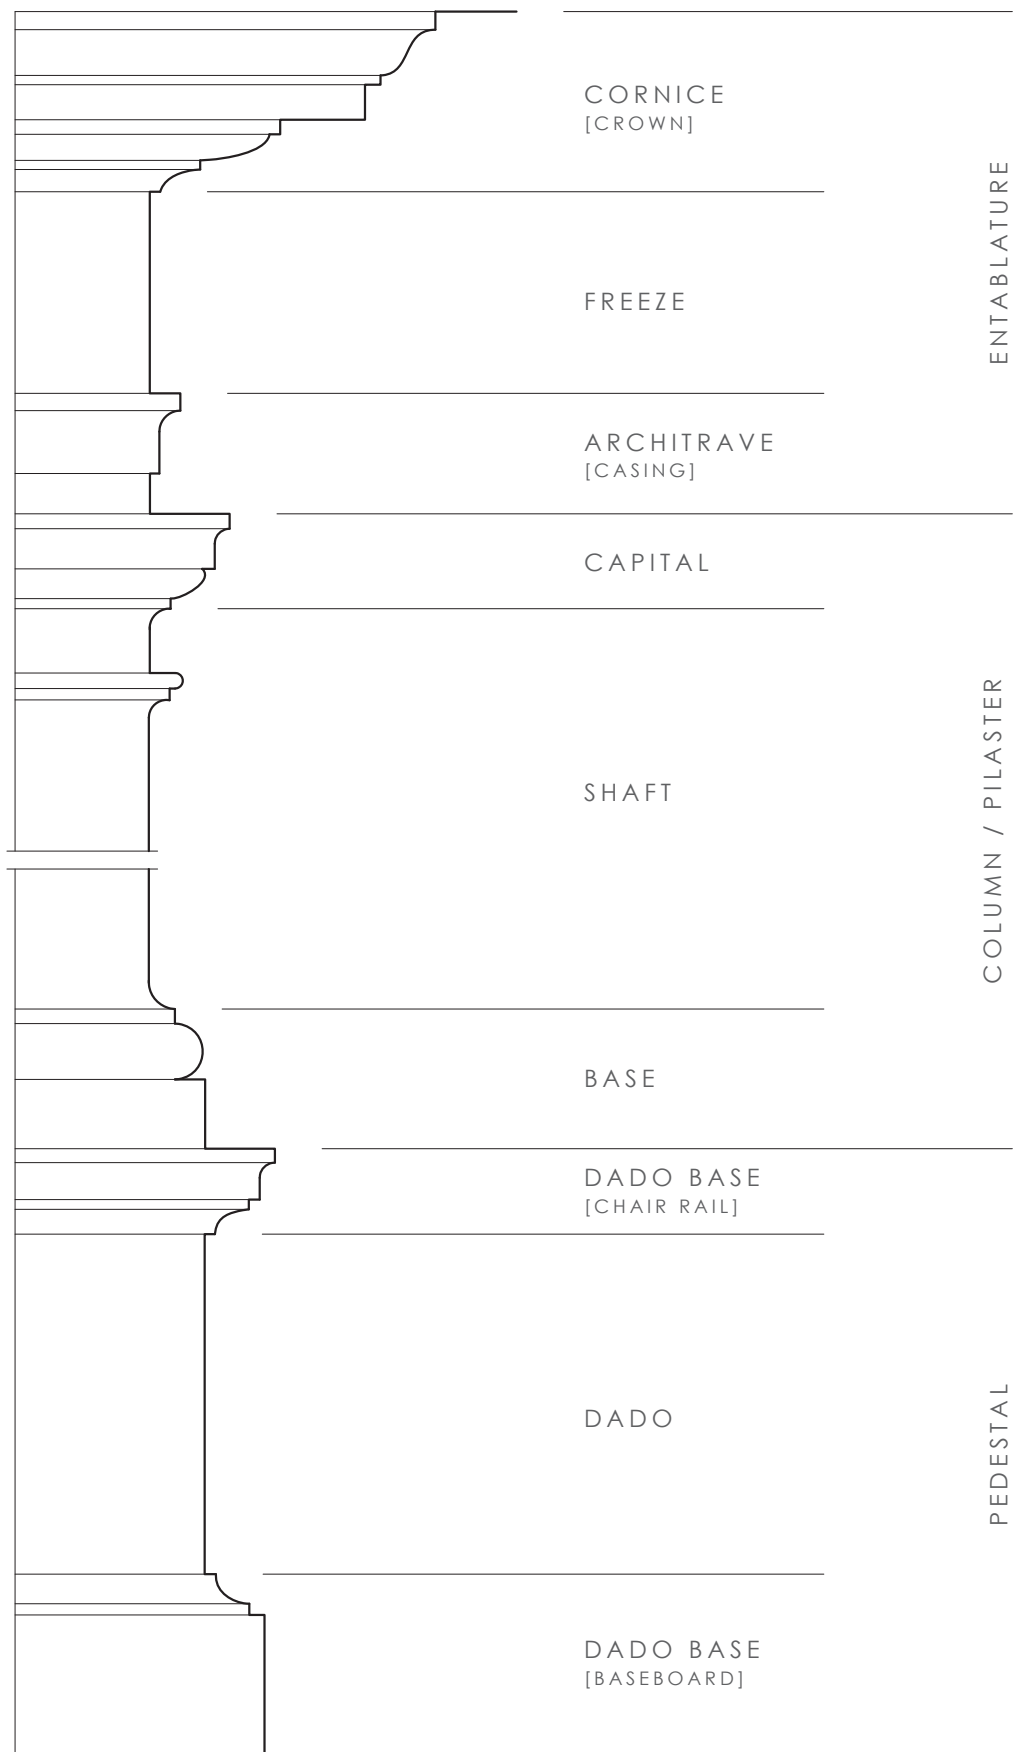 CORNICE
[CROWN]
ENTABLATURE
FREEZE
ARCHITRAVE
[CASING]
CAPITAL
COLUMN / PILASTER
SHAFT
BASE
DADO BASE
[CHAIR RAIL]
PEDESTAL
DADO
DADO BASE
[BASEBOARD]